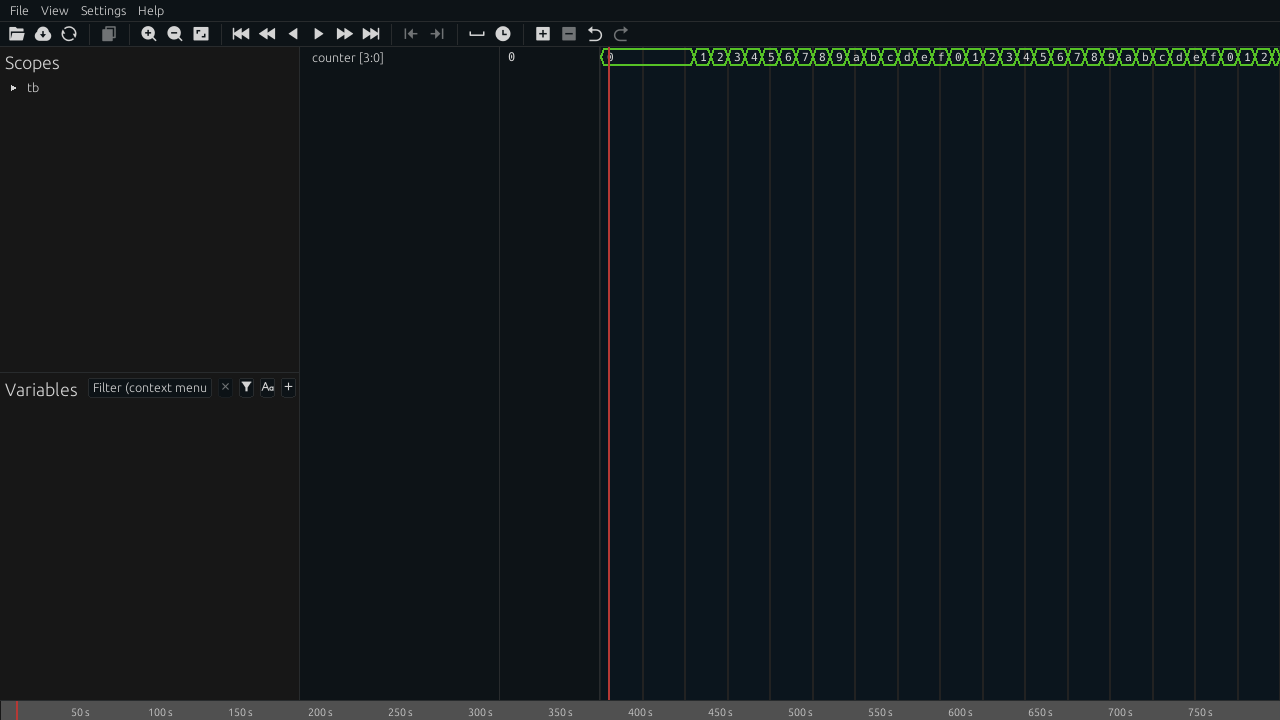 File View Settings Help
Scopes
tb
Variables Filter (context menu Aa +
counter [3:0] 0 0 1 2 3 4 5 6 7 8 9 a b c d e f 0 1 2 3 4 5 6 7 8 9 a b c d e f 0 1 2
50 s 100 s 150 s 200 s 250 s 300 s 350 s 400 s 450 s 500 s 550 s 600 s 650 s 700 s 750 s